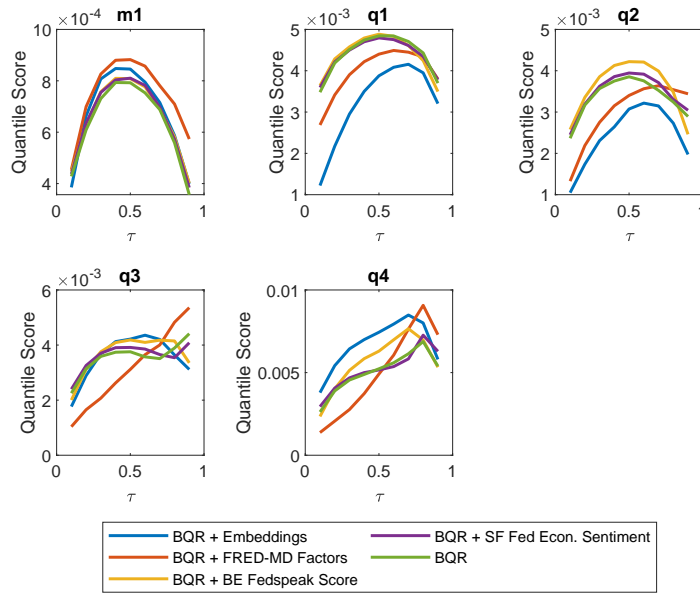 m1
×10⁻⁴
10
8
6
4
0
0.5
1
Quantile Score
τ
q1
×10⁻³
5
4
3
2
1
0
0.5
1
Quantile Score
τ
q2
×10⁻³
5
4
3
2
1
0
0.5
1
Quantile Score
τ
q3
×10⁻³
6
4
2
0
0
0.5
1
Quantile Score
τ
q4
0.01
0.005
0
0
0.5
1
Quantile Score
τ
BQR + Embeddings
BQR + FRED-MD Factors
BQR + BE Fedspeak Score
BQR + SF Fed Econ. Sentiment
BQR